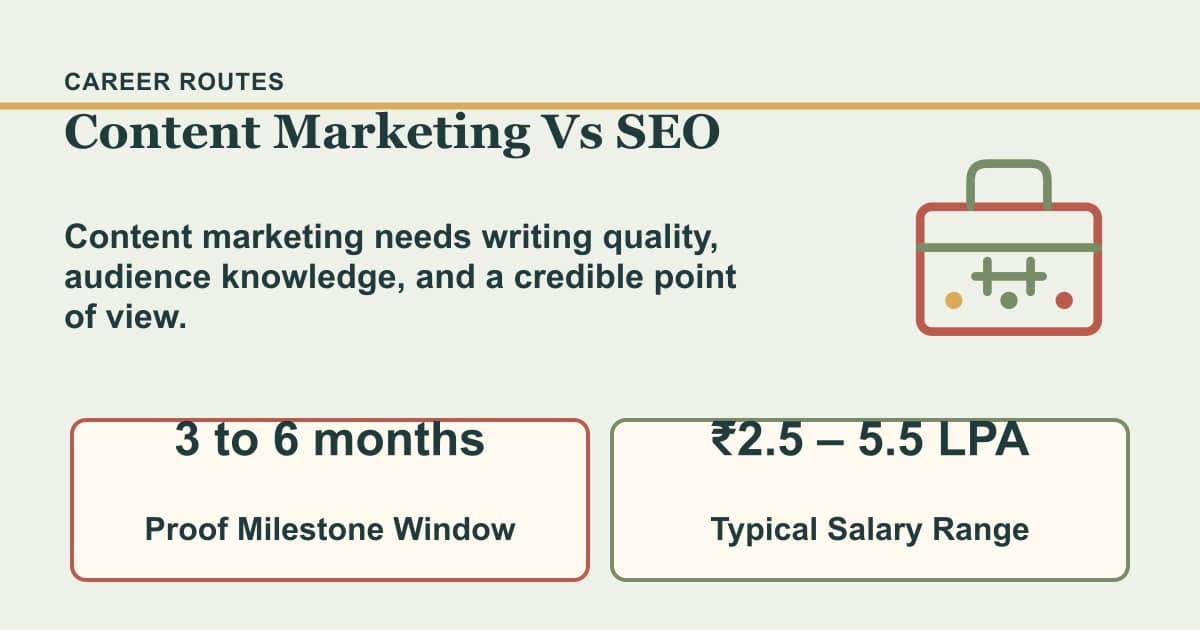 CAREER ROUTES
Content Marketing Vs SEO
Content marketing needs writing quality,
audience knowledge, and a credible point
of view.
3 to 6 months
Proof Milestone Window
₹2.5 – 5.5 LPA
Typical Salary Range